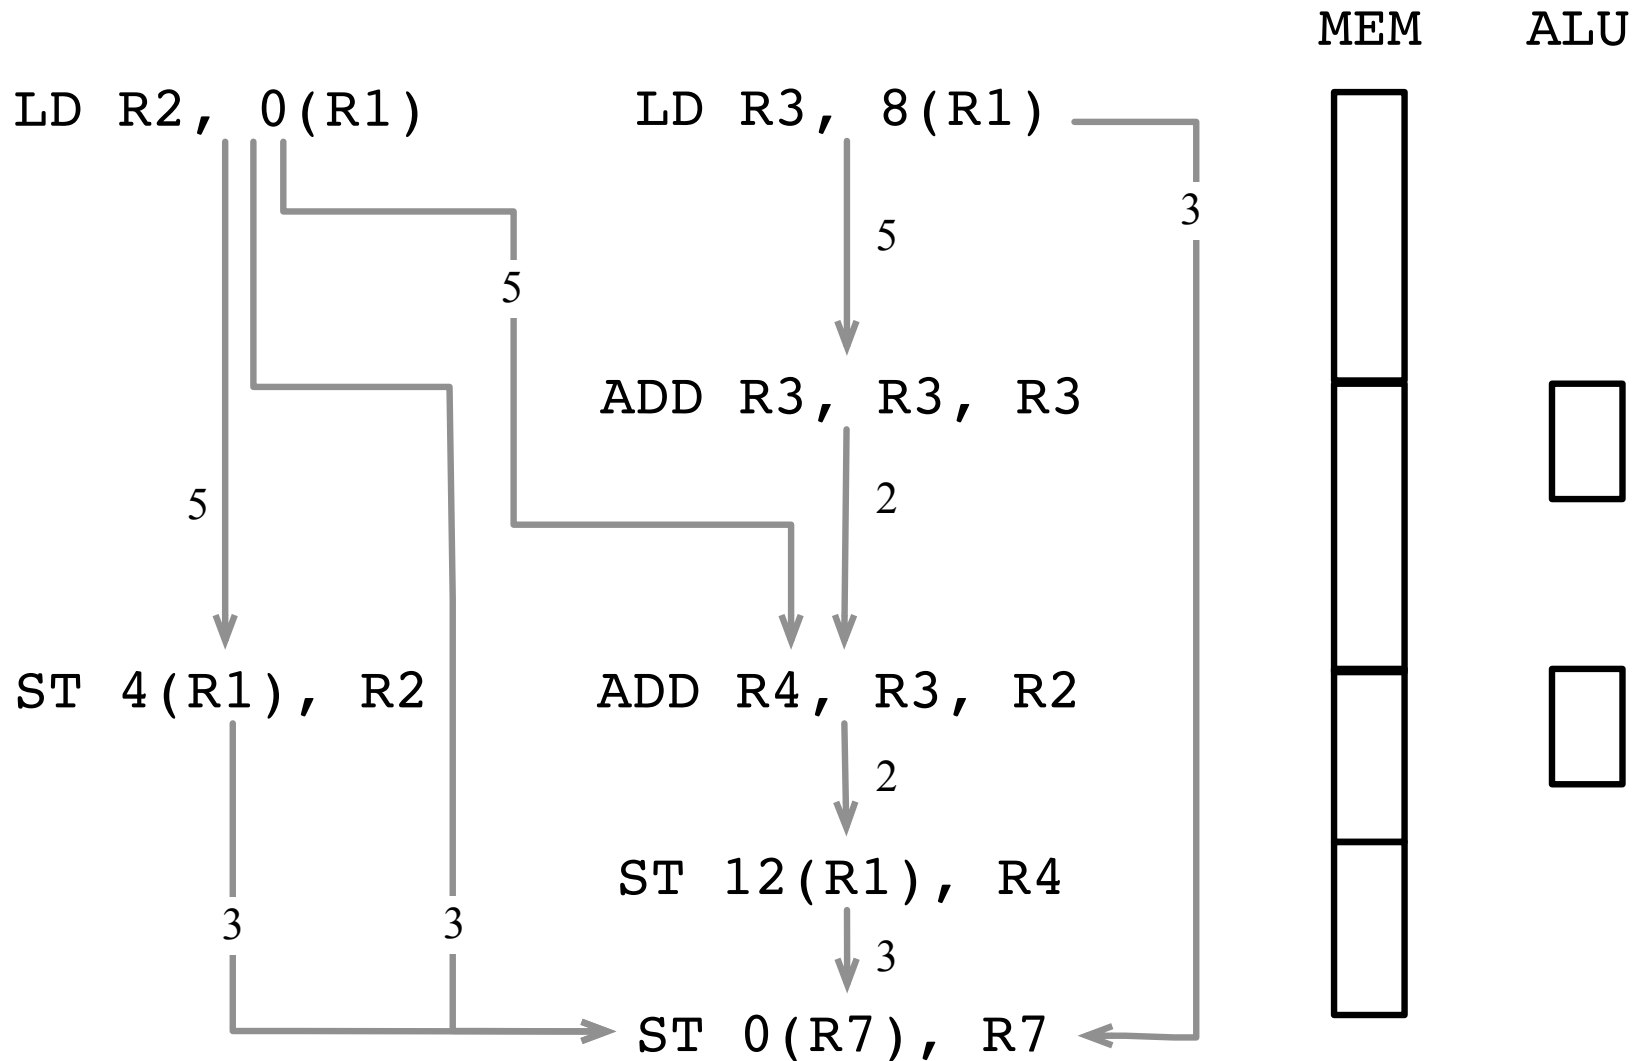 MEM ALU
LD R2, 0(R1) LD R3, 8(R1)
3
5
5
ADD R3, R3, R3
5
2
ST 4(R1), R2 ADD R4, R3, R2
2
ST 12(R1), R4
3 3
3
ST 0(R7), R7